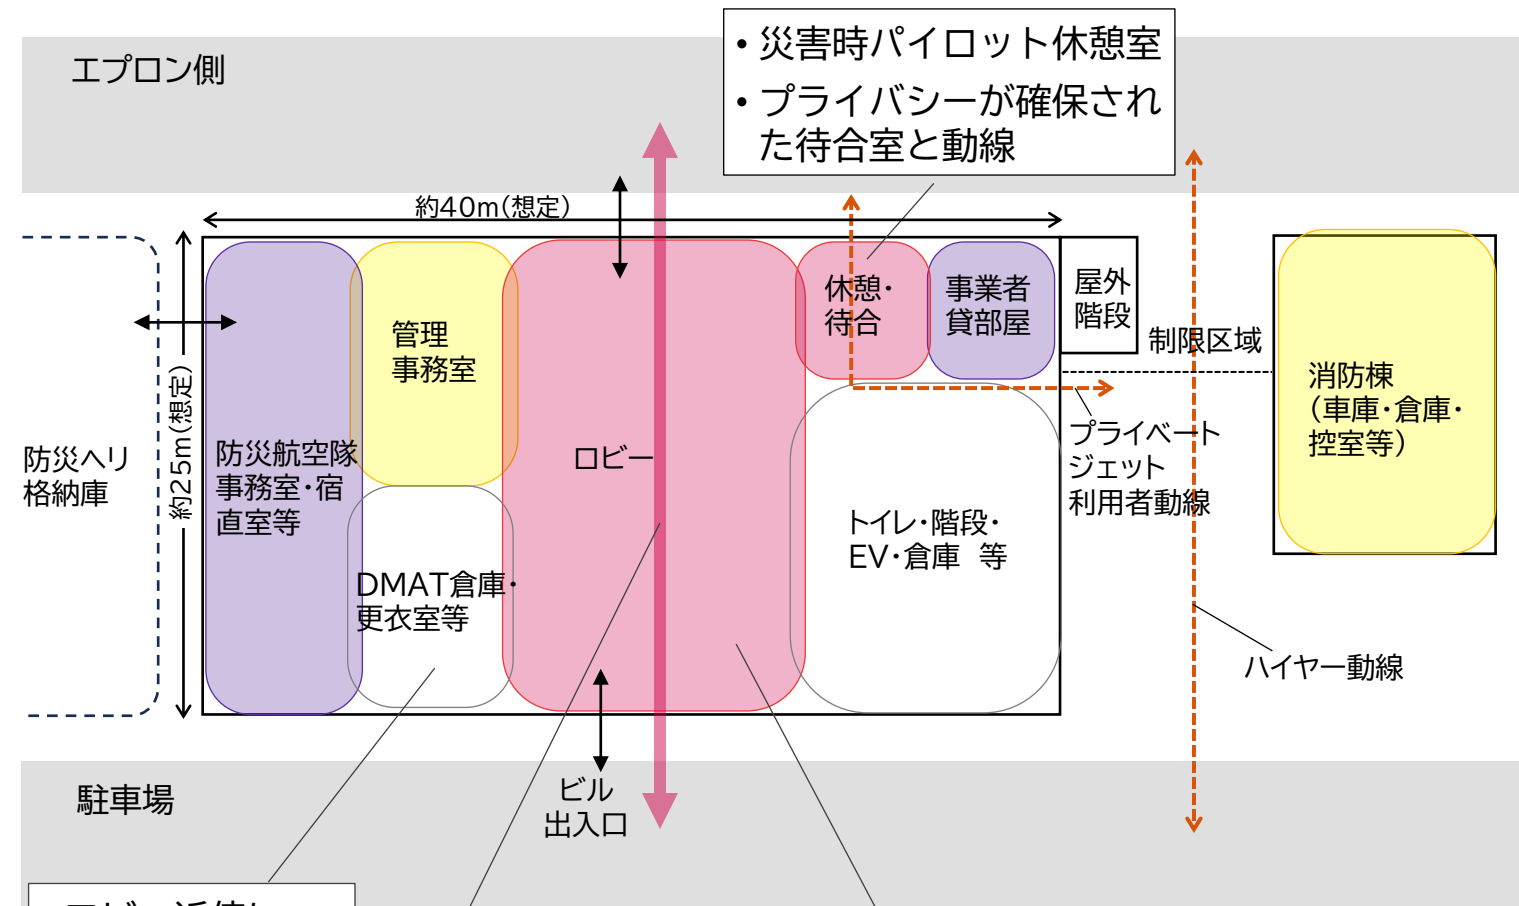 ・災害時パイロット休憩室
・プライバシーが確保され
た待合室と動線
エプロン側
約40m(想定)
約25m(想定)
防災ヘリ
格納庫
防災航空隊
事務室・宿
直室等
管理
事務室
DMAT倉庫・
更衣室等
ロビー
休憩・
待合
事業者
貸部屋
屋外
階段
制限区域
トイレ・階段・
EV・倉庫 等
プライベート
ジェット
利用者動線
消防棟
(車庫・倉庫・
控室等)
ハイヤー動線
ビル
出入口
駐車場